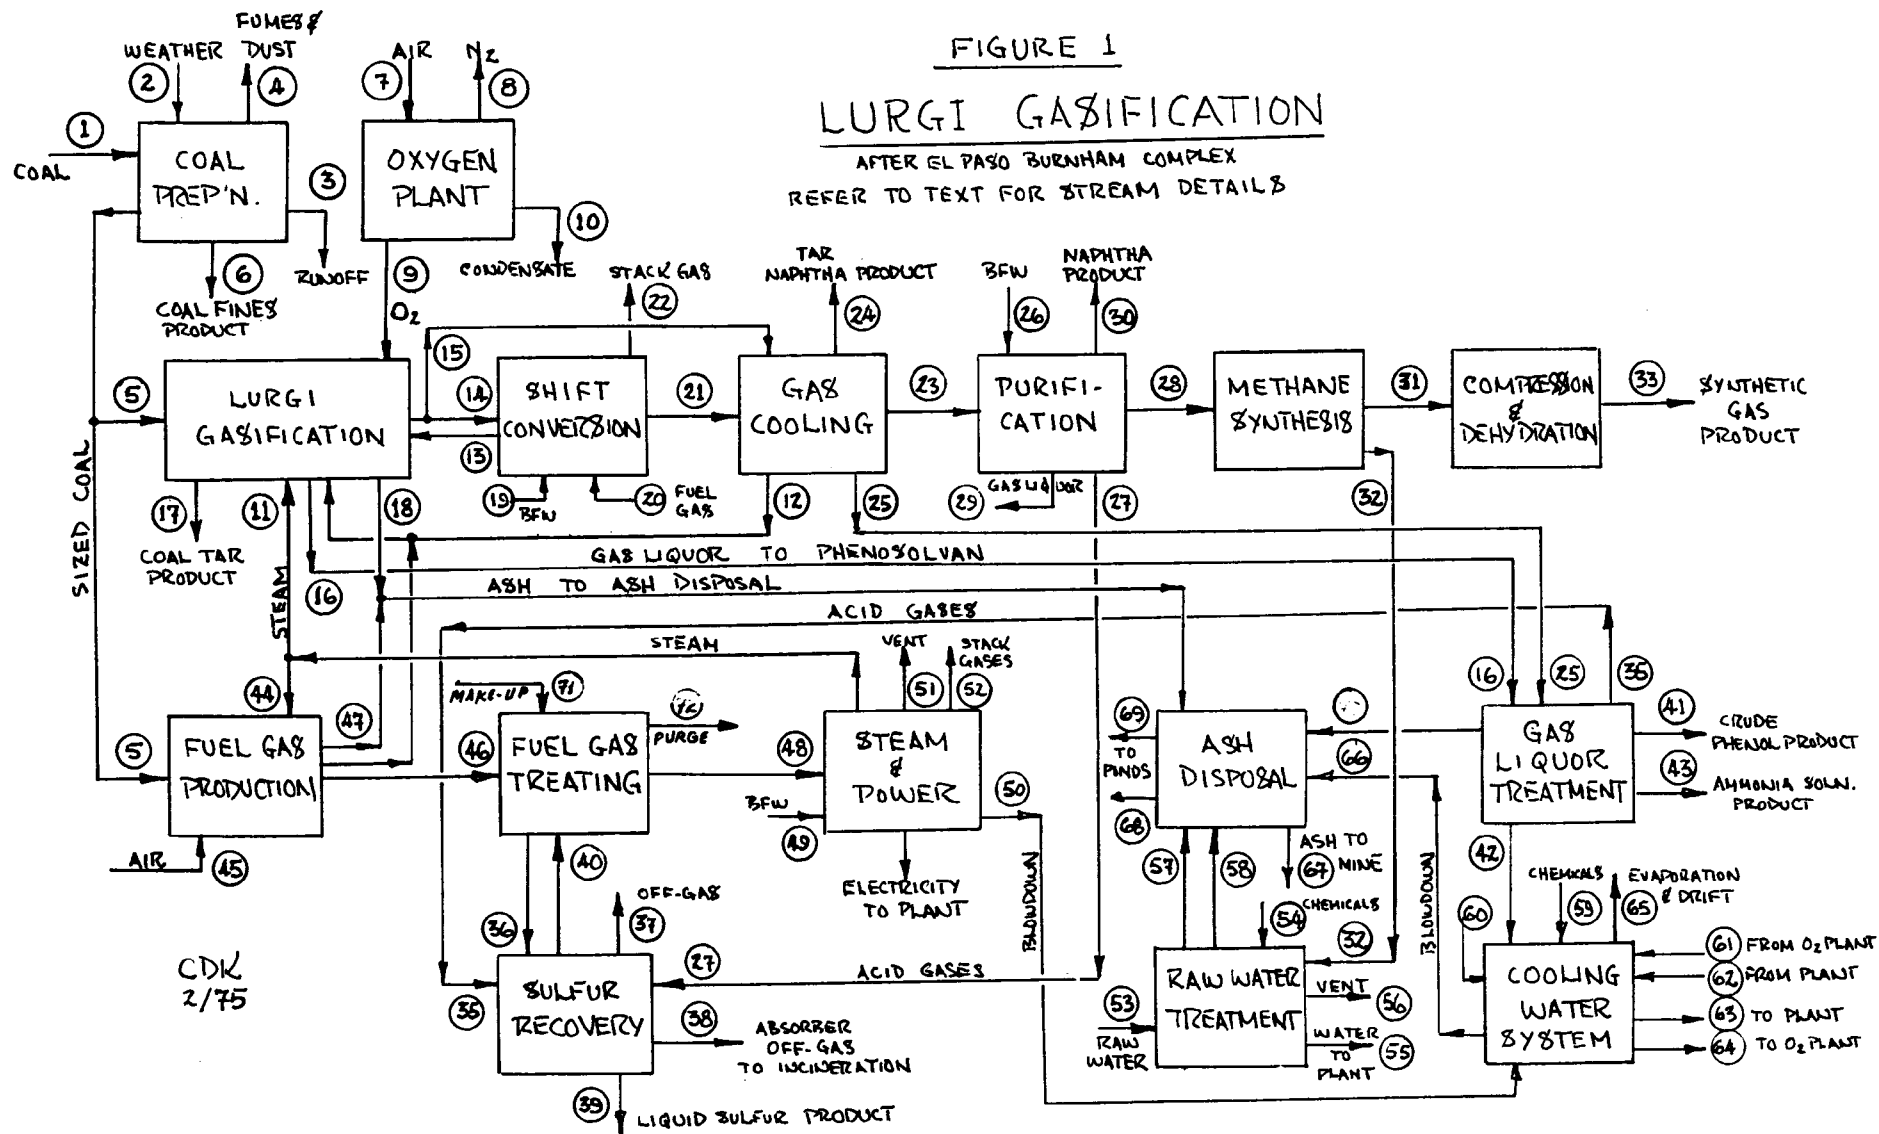 FIGURE 1
LURGI GASIFICATION
AFTER EL PASO BURNHAM COMPLEX
REFER TO TEXT FOR STREAM DETAILS
FUMES &
DUST
WEATHER
2
4
1
COAL
COAL
PREP'N.
3
RUNOFF
6
COAL FINES
PRODUCT
AIR
N2
7
8
OXYGEN
PLANT
10
CONDENSATE
9
O2
STACK GAS
22
TAR
NAPHTHA PRODUCT
24
BFW
26
NAPHTHA
PRODUCT
30
5
LURGI
GASIFICATION
15
14
13
SHIFT
CONVERSION
21
GAS
COOLING
23
PURIFI-
CATION
28
METHANE
SYNTHESIS
31
COMPRESSION
&
DEHYDRATION
33
SYNTHETIC
GAS
PRODUCT
SIZED COAL
17
COAL TAR
PRODUCT
11
STEAM
18
16
19
BFW
20
FUEL
GAS
12
25
GAS LIQUOR
29
27
32
GAS LIQUOR TO PHENOSOLVAN
ASH TO ASH DISPOSAL
ACID GASES
STEAM
44
47
5
FUEL GAS
PRODUCTION
AIR
45
46
MAKE-UP
71
FUEL GAS
TREATING
72
PURGE
48
BFW
49
VENT
51
STACK
GASES
52
STEAM
&
POWER
50
ELECTRICITY
TO PLANT
BLOWDOWN
69
TO
PONDS
68
ASH
DISPOSAL
66
57
58
ASH TO
MINE
67
16
25
35
GAS
LIQUOR
TREATMENT
41
CRUDE
PHENOL PRODUCT
43
AMMONIA SOLN.
PRODUCT
42
BLOWDOWN
36
40
OFF-GAS
37
35
SULFUR
RECOVERY
27
ACID GASES
38
ABSORBER
OFF-GAS
TO INCINERATION
39
LIQUID SULFUR PRODUCT
54
CHEMICALS
32
53
RAW
WATER
RAW WATER
TREATMENT
VENT
56
WATER
TO
PLANT
55
60
CHEMICALS
59
EVAPORATION
& DRIFT
65
COOLING
WATER
SYSTEM
61 FROM O2 PLANT
62 FROM PLANT
63 TO PLANT
64 TO O2 PLANT
CDK
2/75